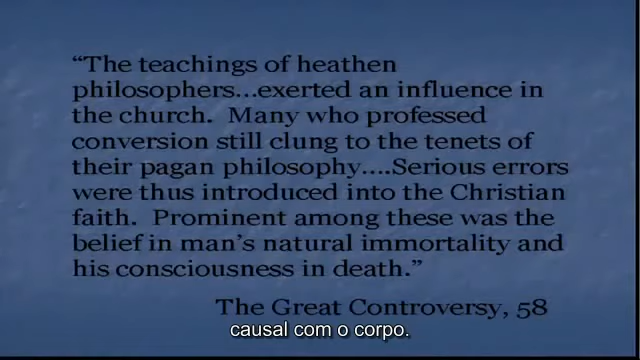 “The teachings of heathen
philosophers...exerted an influence in
the church.  Many who professed
conversion still clung to the tenets of
their pagan philosophy....Serious errors
were thus introduced into the Christian
faith.  Prominent among these was the
belief in man’s natural immortality and
his consciousness in death.”
The Great Controversy, 58
causal com o corpo.